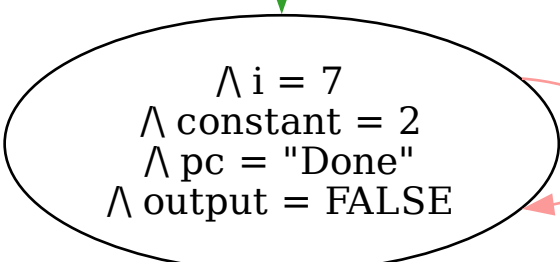 /\ i = 7
/\ constant = 2
/\ pc = "Done"
/\ output = FALSE